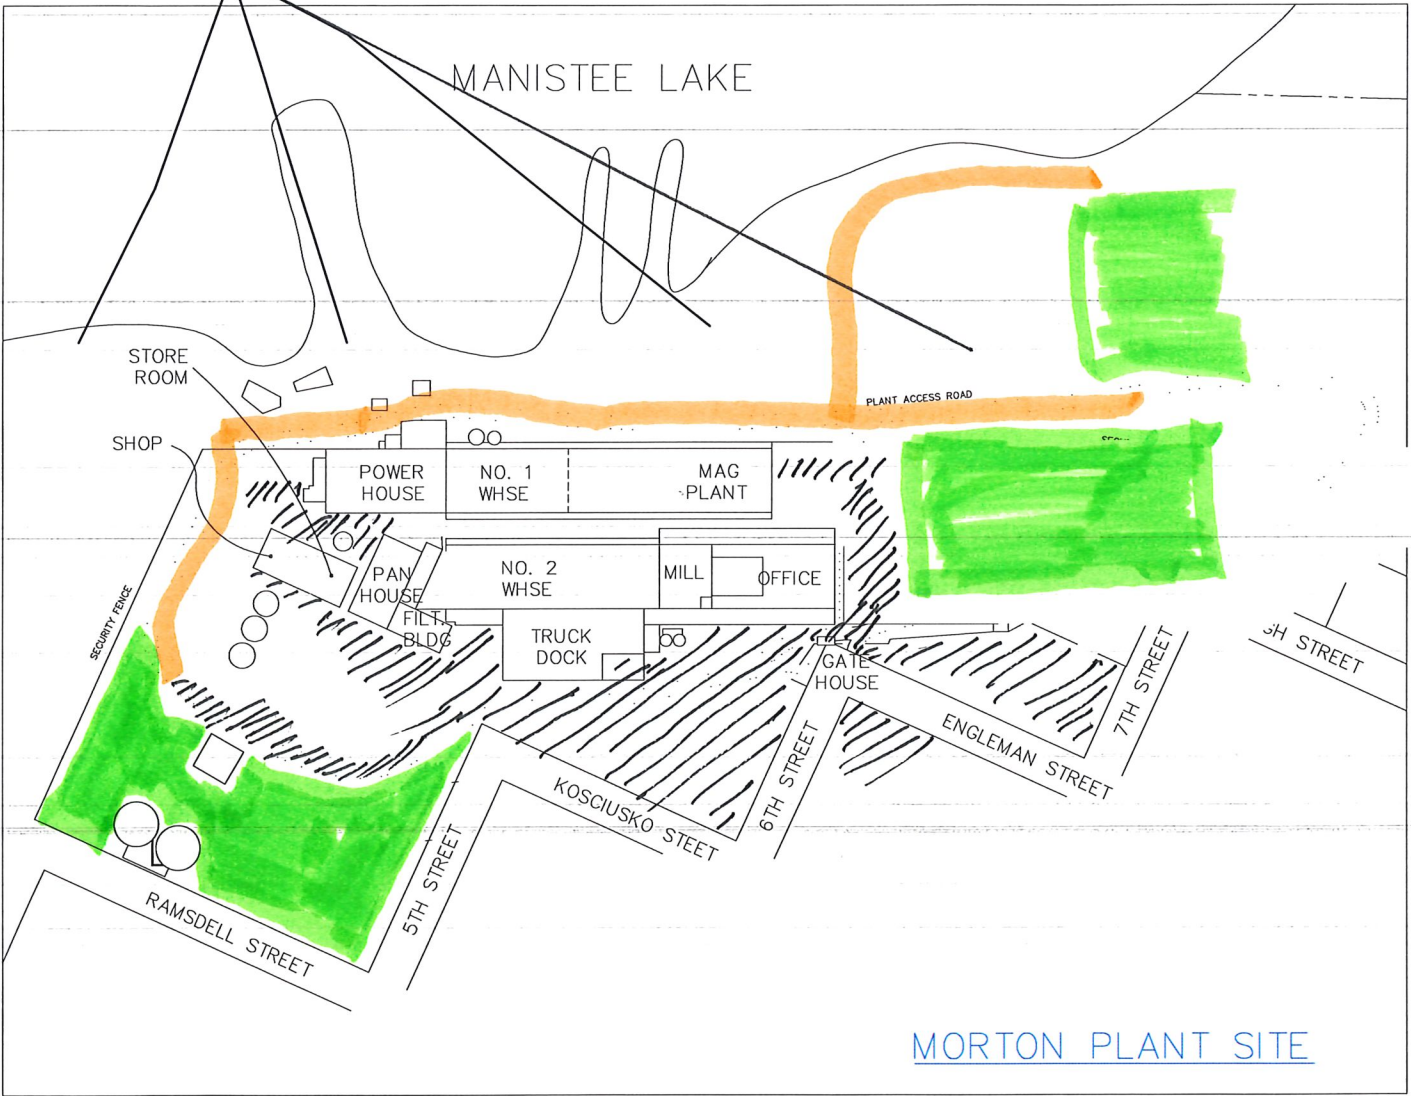 MANISTEE LAKE
STORE
ROOM
PLANT ACCESS ROAD
SHOP
POWER
HOUSE
NO. 1
WHSE
MAG
PLANT
PAN
HOUSE
NO. 2
WHSE
MILL
OFFICE
FILT.
BLDG
TRUCK
DOCK
SECURITY FENCE
GATE
HOUSE
7TH STREET
STREET
ENGLEMAN STREET
6TH STREET
KOSCIUSKO STEET
5TH STREET
RAMSDELL STREET
MORTON PLANT SITE